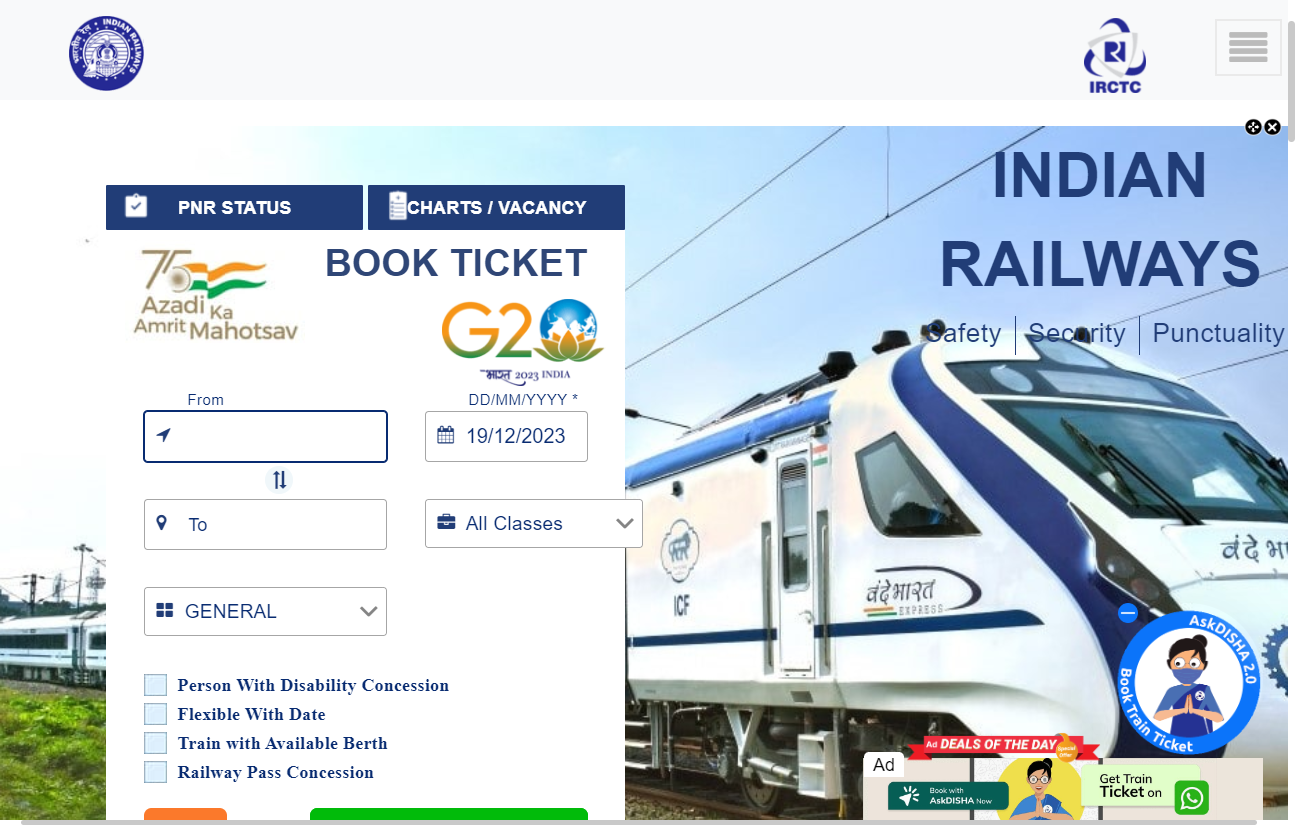 भारतीय रेल INDIAN RAILWAYS
IRCTC
PNR STATUS
CHARTS / VACANCY
INDIAN
RAILWAYS
Safety
Security
Punctuality
75
Azadi Ka
Amrit Mahotsav
BOOK TICKET
G20
भारत 2023 INDIA
From
DD/MM/YYYY *
19/12/2023
To
All Classes
GENERAL
Person With Disability Concession
Flexible With Date
Train with Available Berth
Railway Pass Concession
ICF
वंदे भारत
EXPRESS
वंदे
AskDISHA 2.0
Book Train Ticket
Ad DEALS OF THE DAY
Special
Offer
Ad
Book with
AskDISHA Now
Get Train
Ticket on